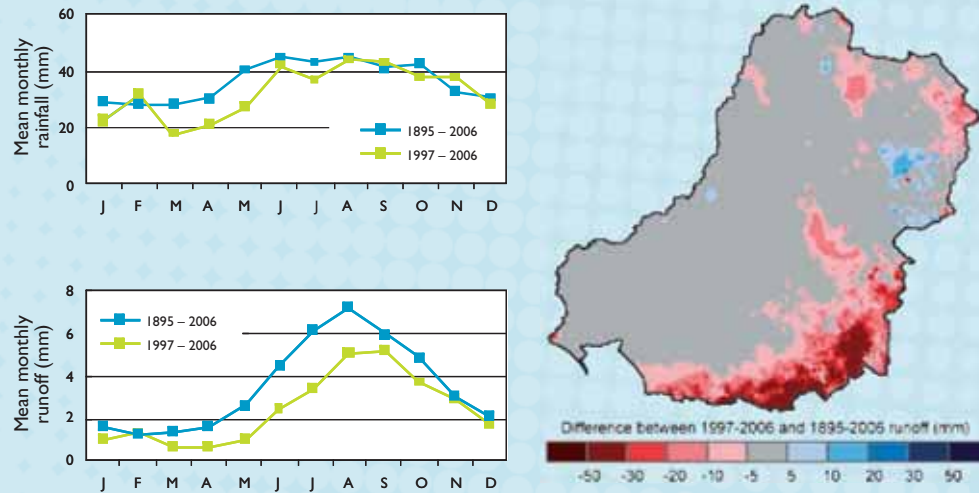 Mean monthly
rainfall (mm)
60
40
20
0
1895 – 2006
1997 – 2006
J F M A M J J A S O N D
Mean monthly
runoff (mm)
8
6
4
2
0
1895 – 2006
1997 – 2006
J F M A M J J A S O N D
Difference between 1997-2006 and 1895-2006 runoff (mm)
-50 -30 -20 -10 -5 5 10 20 30 50